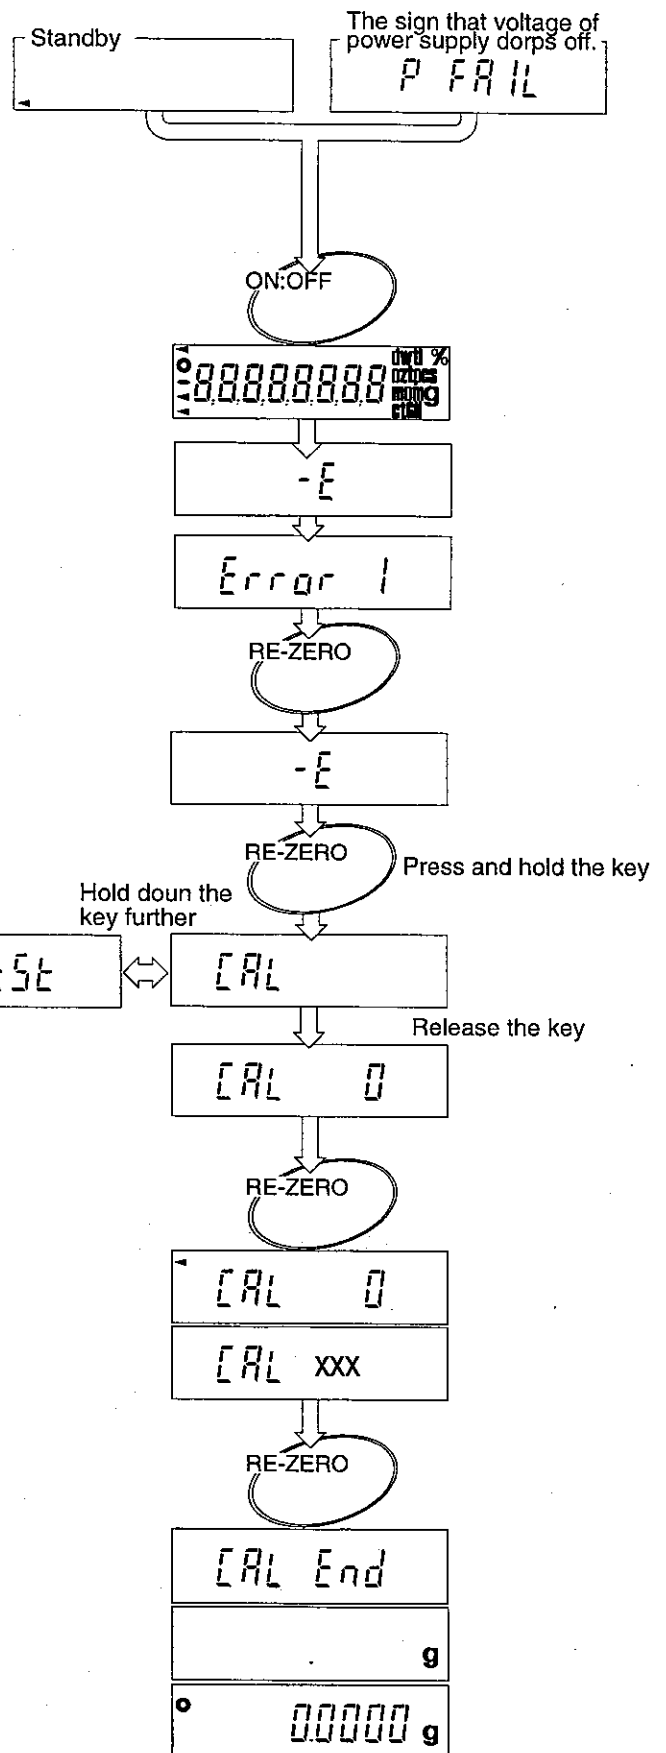 Standby
The sign that voltage of
power supply dorps off.
P FAIL
ON:OFF
8.8.8.8.8.8.8.8
%
g
-E
Error 1
RE-ZERO
-E
RE-ZERO
Press and hold the key
Hold doun the
key further
tSt
CAL
Release the key
CAL 0
RE-ZERO
CAL 0
CAL XXX
RE-ZERO
CAL End
g
0.0000 g